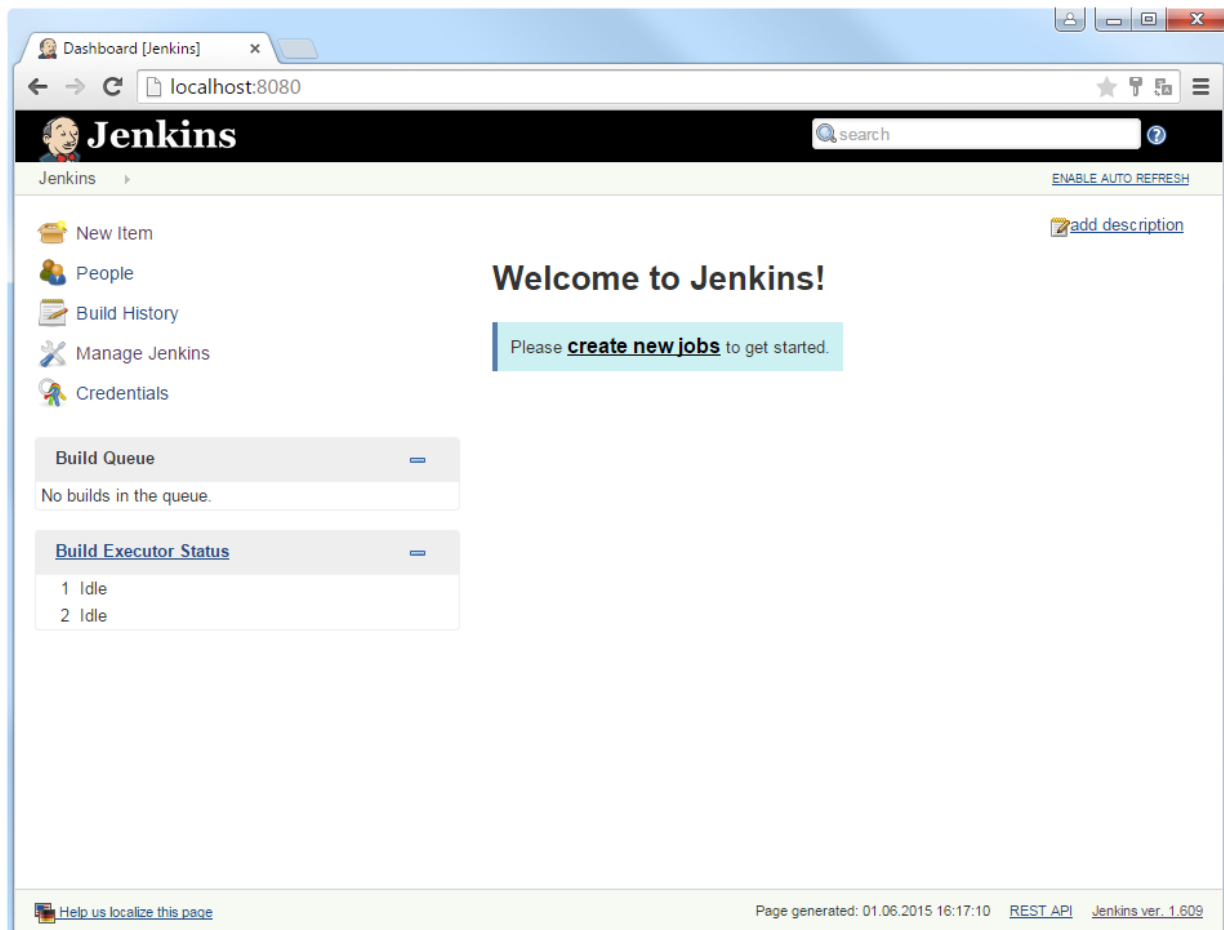 Dashboard [Jenkins]
localhost:8080
Jenkins
search
Jenkins
ENABLE AUTO REFRESH
add description
New Item
People
Build History
Manage Jenkins
Credentials
Welcome to Jenkins!
Please create new jobs to get started.
Build Queue
No builds in the queue.
Build Executor Status
1 Idle
2 Idle
Help us localize this page
Page generated: 01.06.2015 16:17:10 REST API Jenkins ver. 1.609